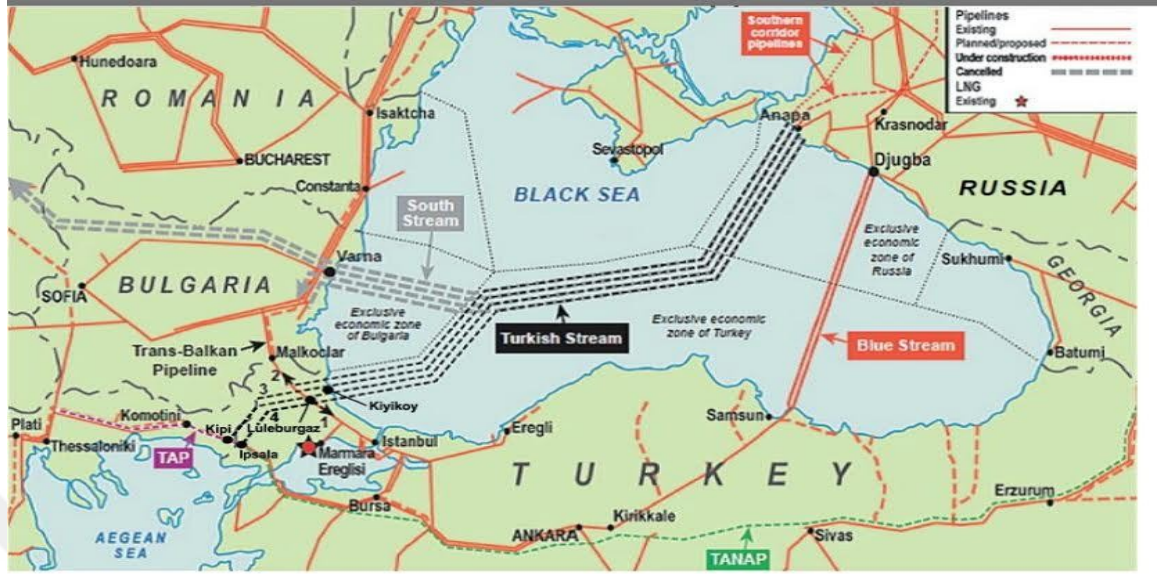 Pipelines
Existing
Planned/proposed
Under construction
Cancelled
LNG
Existing
Southern
corridor
pipelines
Hunedoara
ROMANIA
Isaktcha
Anapa
Krasnodar
BUCHAREST
Sevastopol
Djugba
Constanta
BLACK SEA
RUSSIA
South
Stream
Exclusive
economic
zone of
Russia
Varna
Sukhumi
SOFIA
BULGARIA
GEORGIA
Exclusive
economic zone
of Bulgaria
Exclusive economic
zone of Turkey
Turkish Stream
Blue Stream
Trans-Balkan
Pipeline
Malkoclar
Batumi
2
3
Kiyikoy
Komotini
4
1
Samsun
Plati
Kipi
Lüleburgaz
Eregli
Thessaloniki
TAP
Ipsala
Marmara
Ereglisi
Istanbul
TURKEY
Bursa
Erzurum
AEGEAN
SEA
ANKARA
Kirikkale
TANAP
Sivas